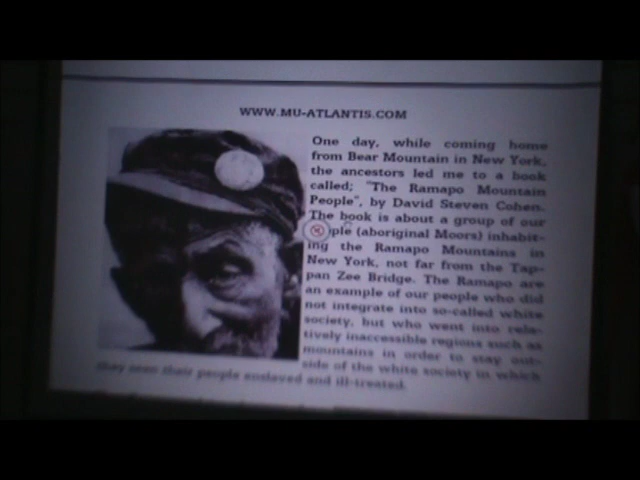 WWW.MU-ATLANTIS.COM
One day, while coming home
from Bear Mountain in New York,
the ancestors led me to a book
called; "The Ramapo Mountain
People", by David Steven Cohen.
The book is about a group of our
ple (aboriginal Moors) inhabit-
ing the Ramapo Mountains in
New York, not far from the Tap-
pan Zee Bridge. The Ramapo are
an example of our people who did
not integrate into so-called white
society, but who went into rela-
tively inaccessible regions such as
mountains in order to stay out-
side of the white society in which
they seen their people enslaved and ill-treated.